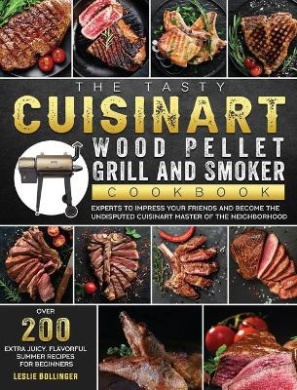 THE TASTY
CUISINART
WOOD PELLET
GRILL AND SMOKER
COOKBOOK
EXPERTS TO IMPRESS YOUR FRIENDS AND BECOME THE
UNDISPUTED CUISINART MASTER OF THE NEIGHBORHOOD
OVER
200
EXTRA JUICY, FLAVORFUL
SUMMER RECIPES
FOR BEGINNERS
LESLIE BOLLINGER